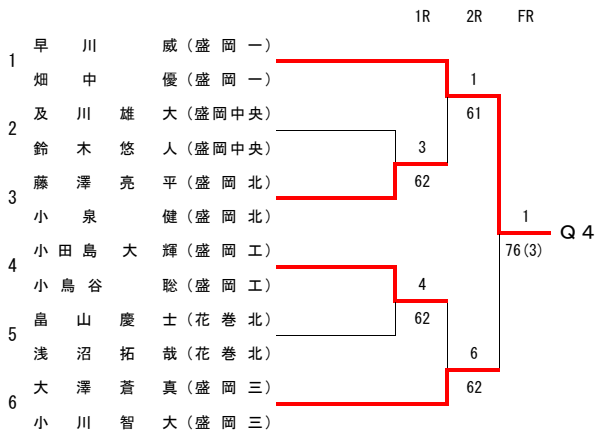 1R 2R FR
早川 威(盛岡一)
1
畑中 優(盛岡一)
1
及川雄大(盛岡中央)
61
2
鈴木悠人(盛岡中央)
3
藤澤亮平(盛岡北)
62
3
小泉 健(盛岡北)
1
Q4
小田島大輝(盛岡工)
76(3)
4
小鳥谷 聡(盛岡工)
4
畠山慶士(花巻北)
62
5
浅沼拓哉(花巻北)
6
大澤蒼真(盛岡三)
62
6
小川智大(盛岡三)